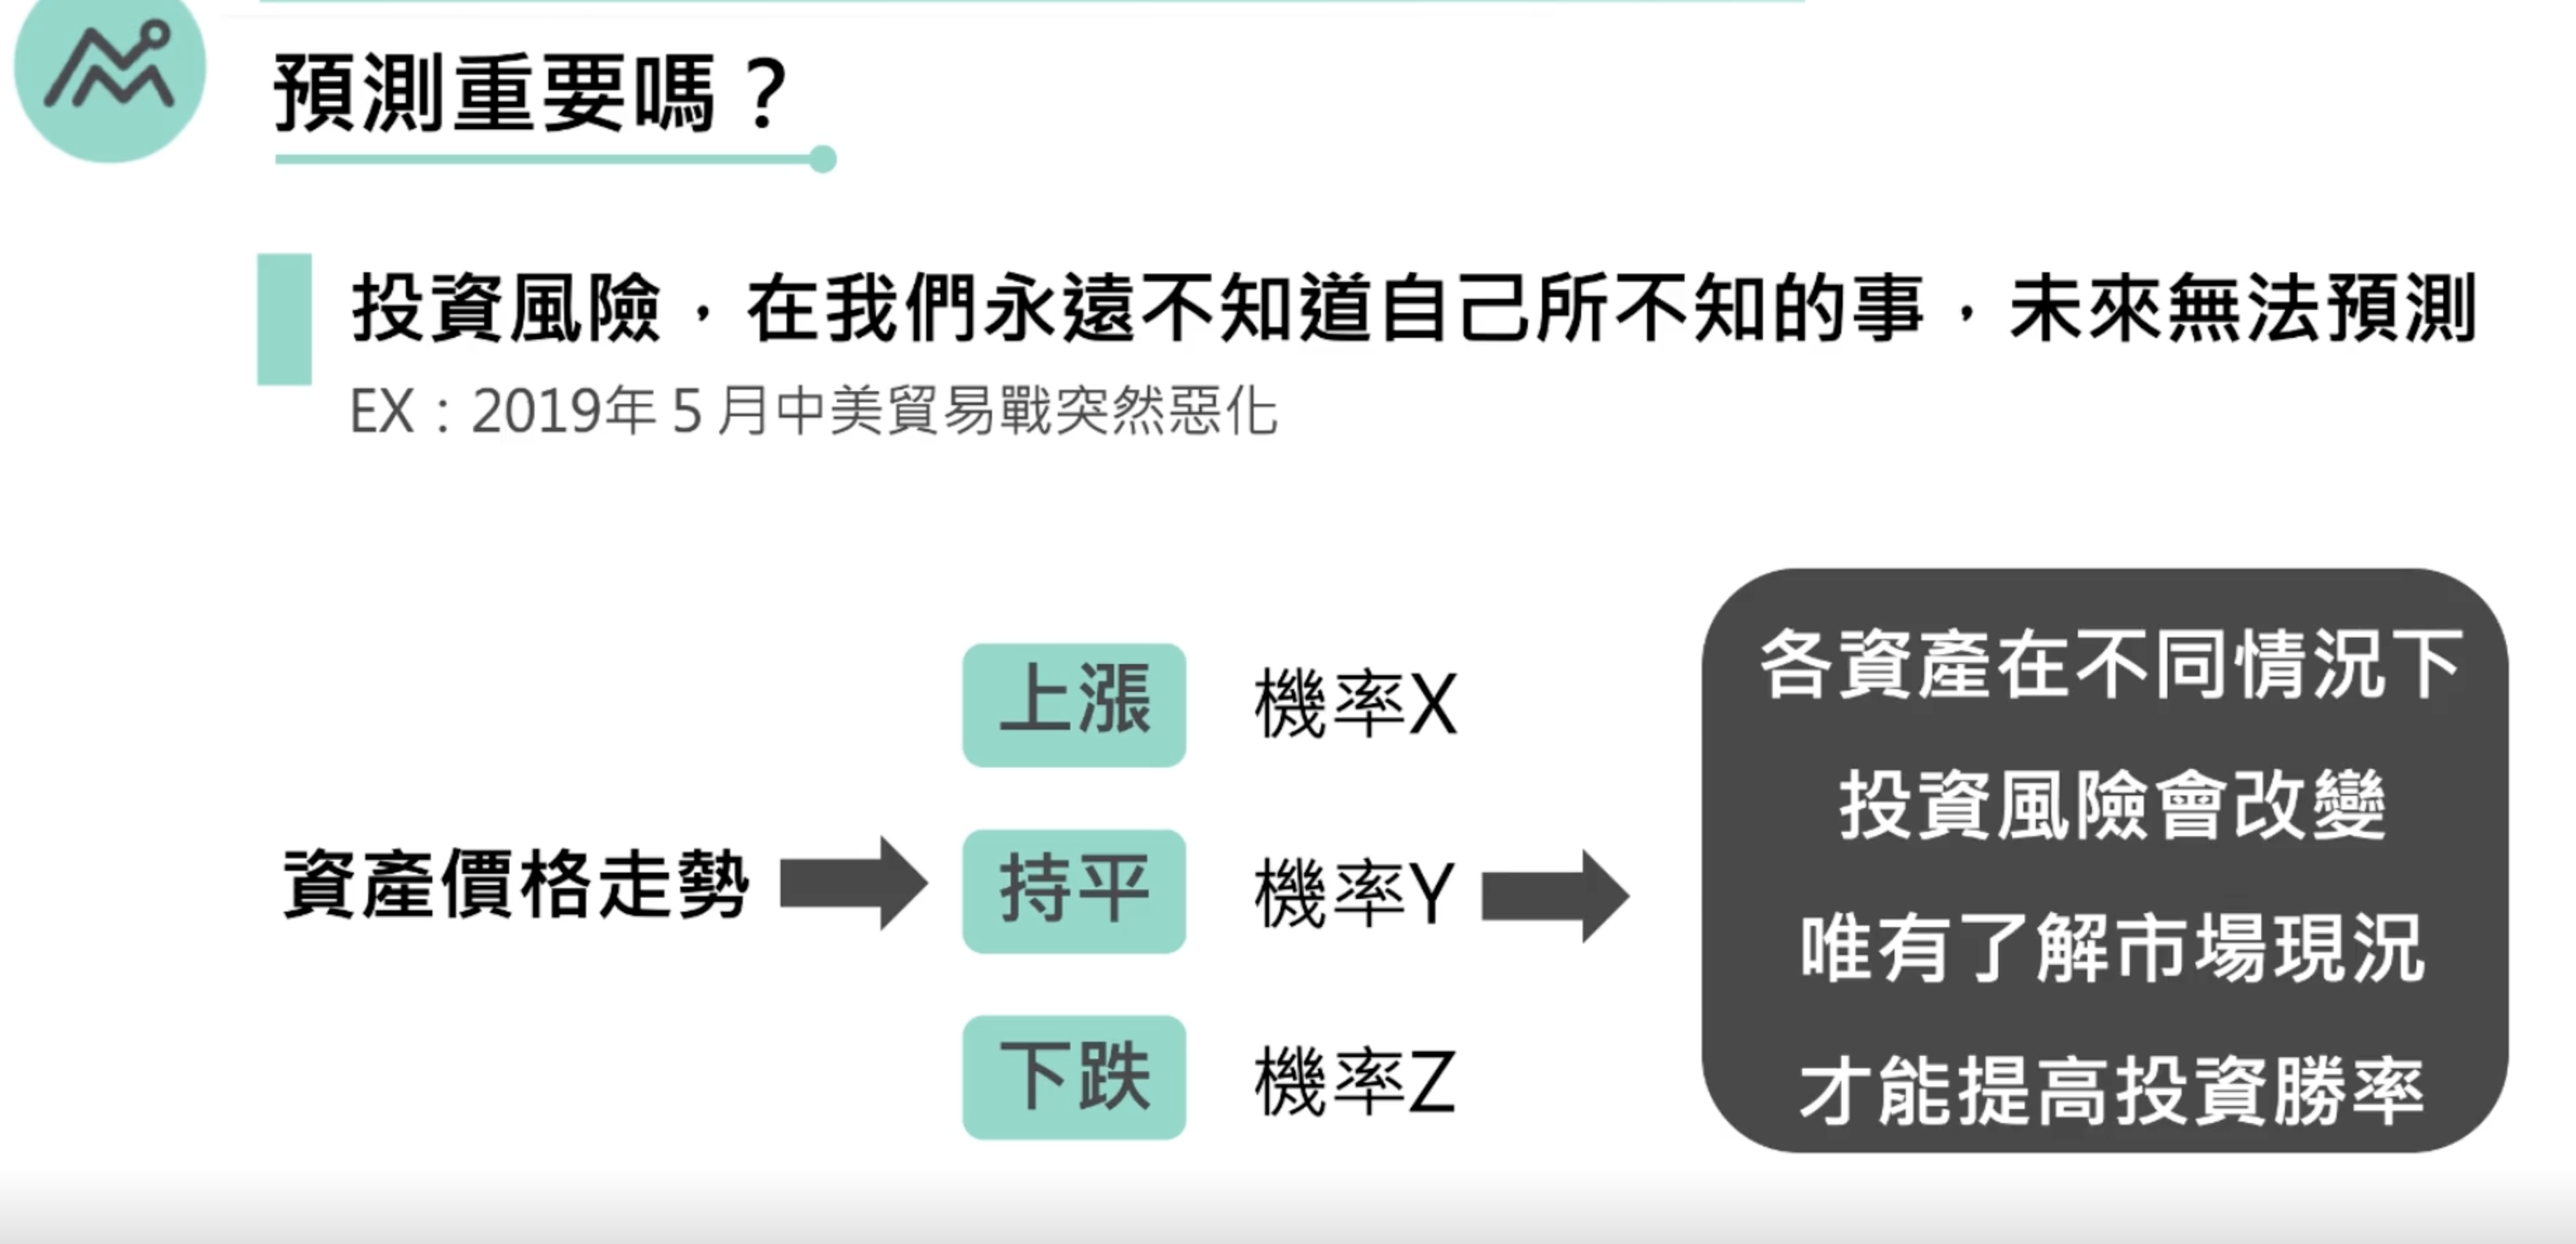 預測重要嗎？
投資風險，在我們永遠不知道自己所不知的事，未來無法預測
EX：2019年５月中美貿易戰突然惡化
上漲 機率X
資產價格走勢 持平 機率Y
下跌 機率Z
各資產在不同情況下
投資風險會改變
唯有了解市場現況
才能提高投資勝率